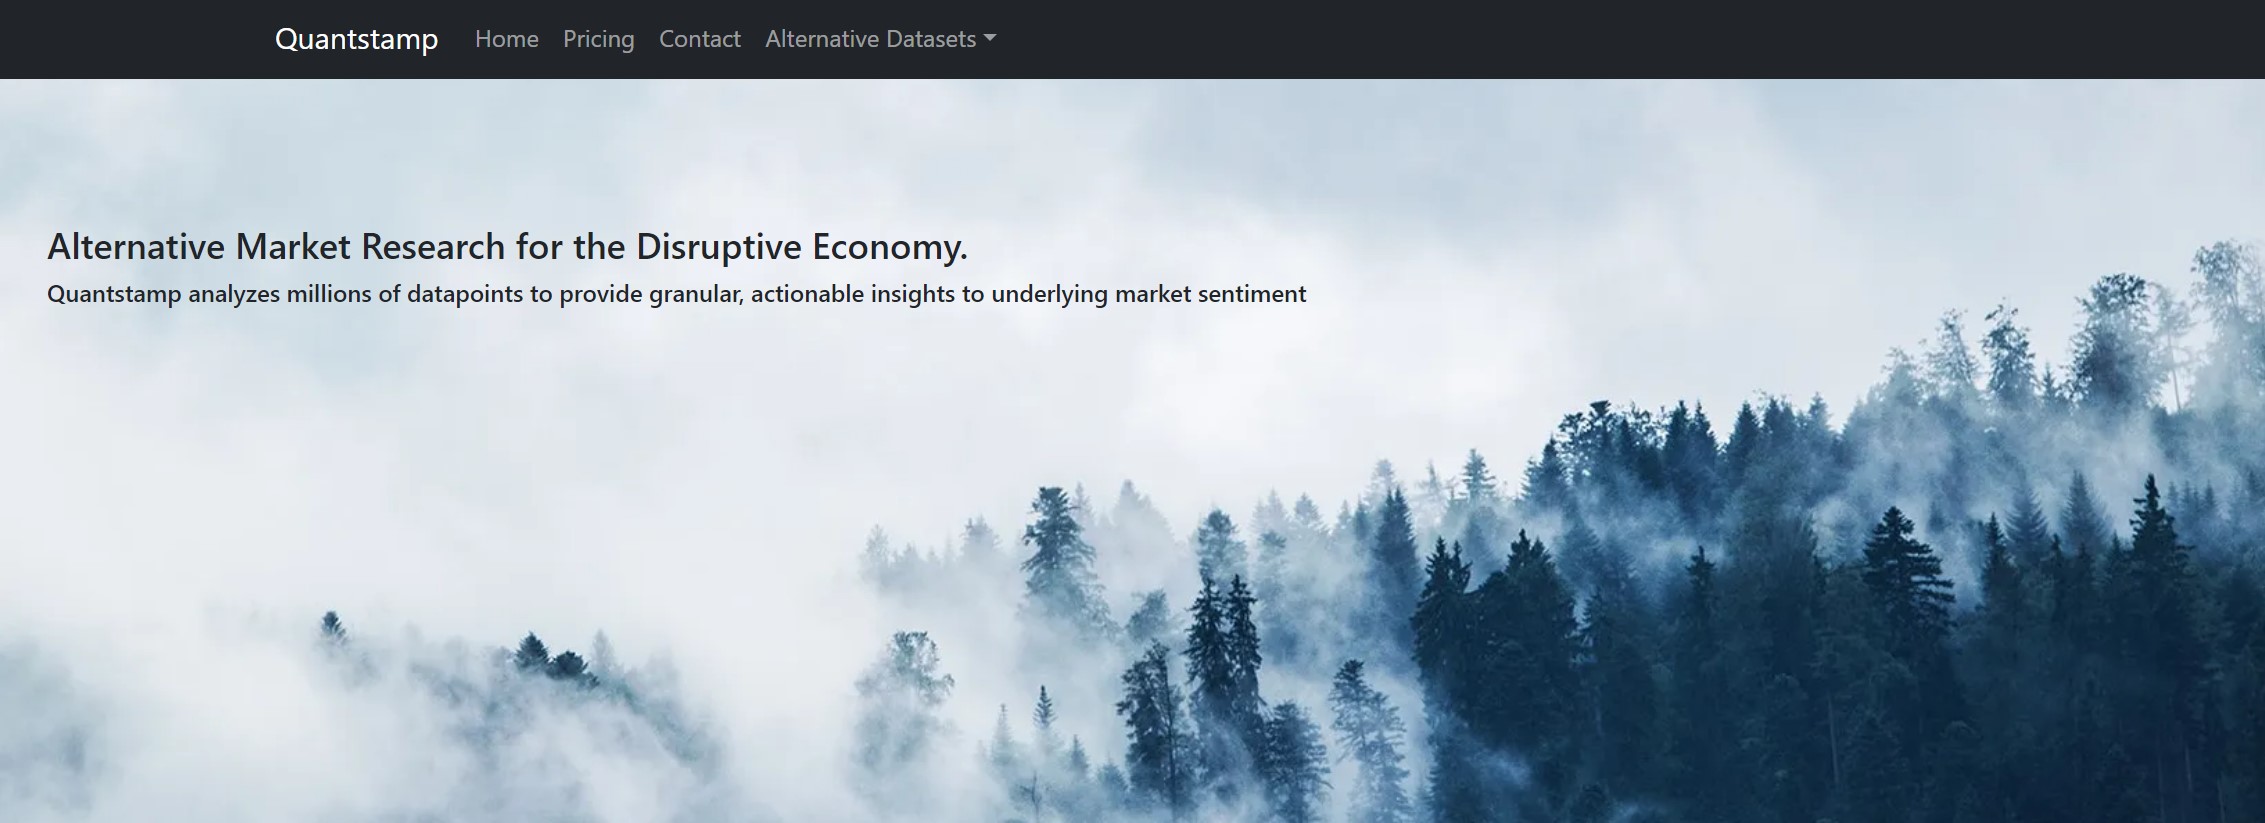 Quantstamp Home Pricing Contact Alternative Datasets
Alternative Market Research for the Disruptive Economy.
Quantstamp analyzes millions of datapoints to provide granular, actionable insights to underlying market sentiment